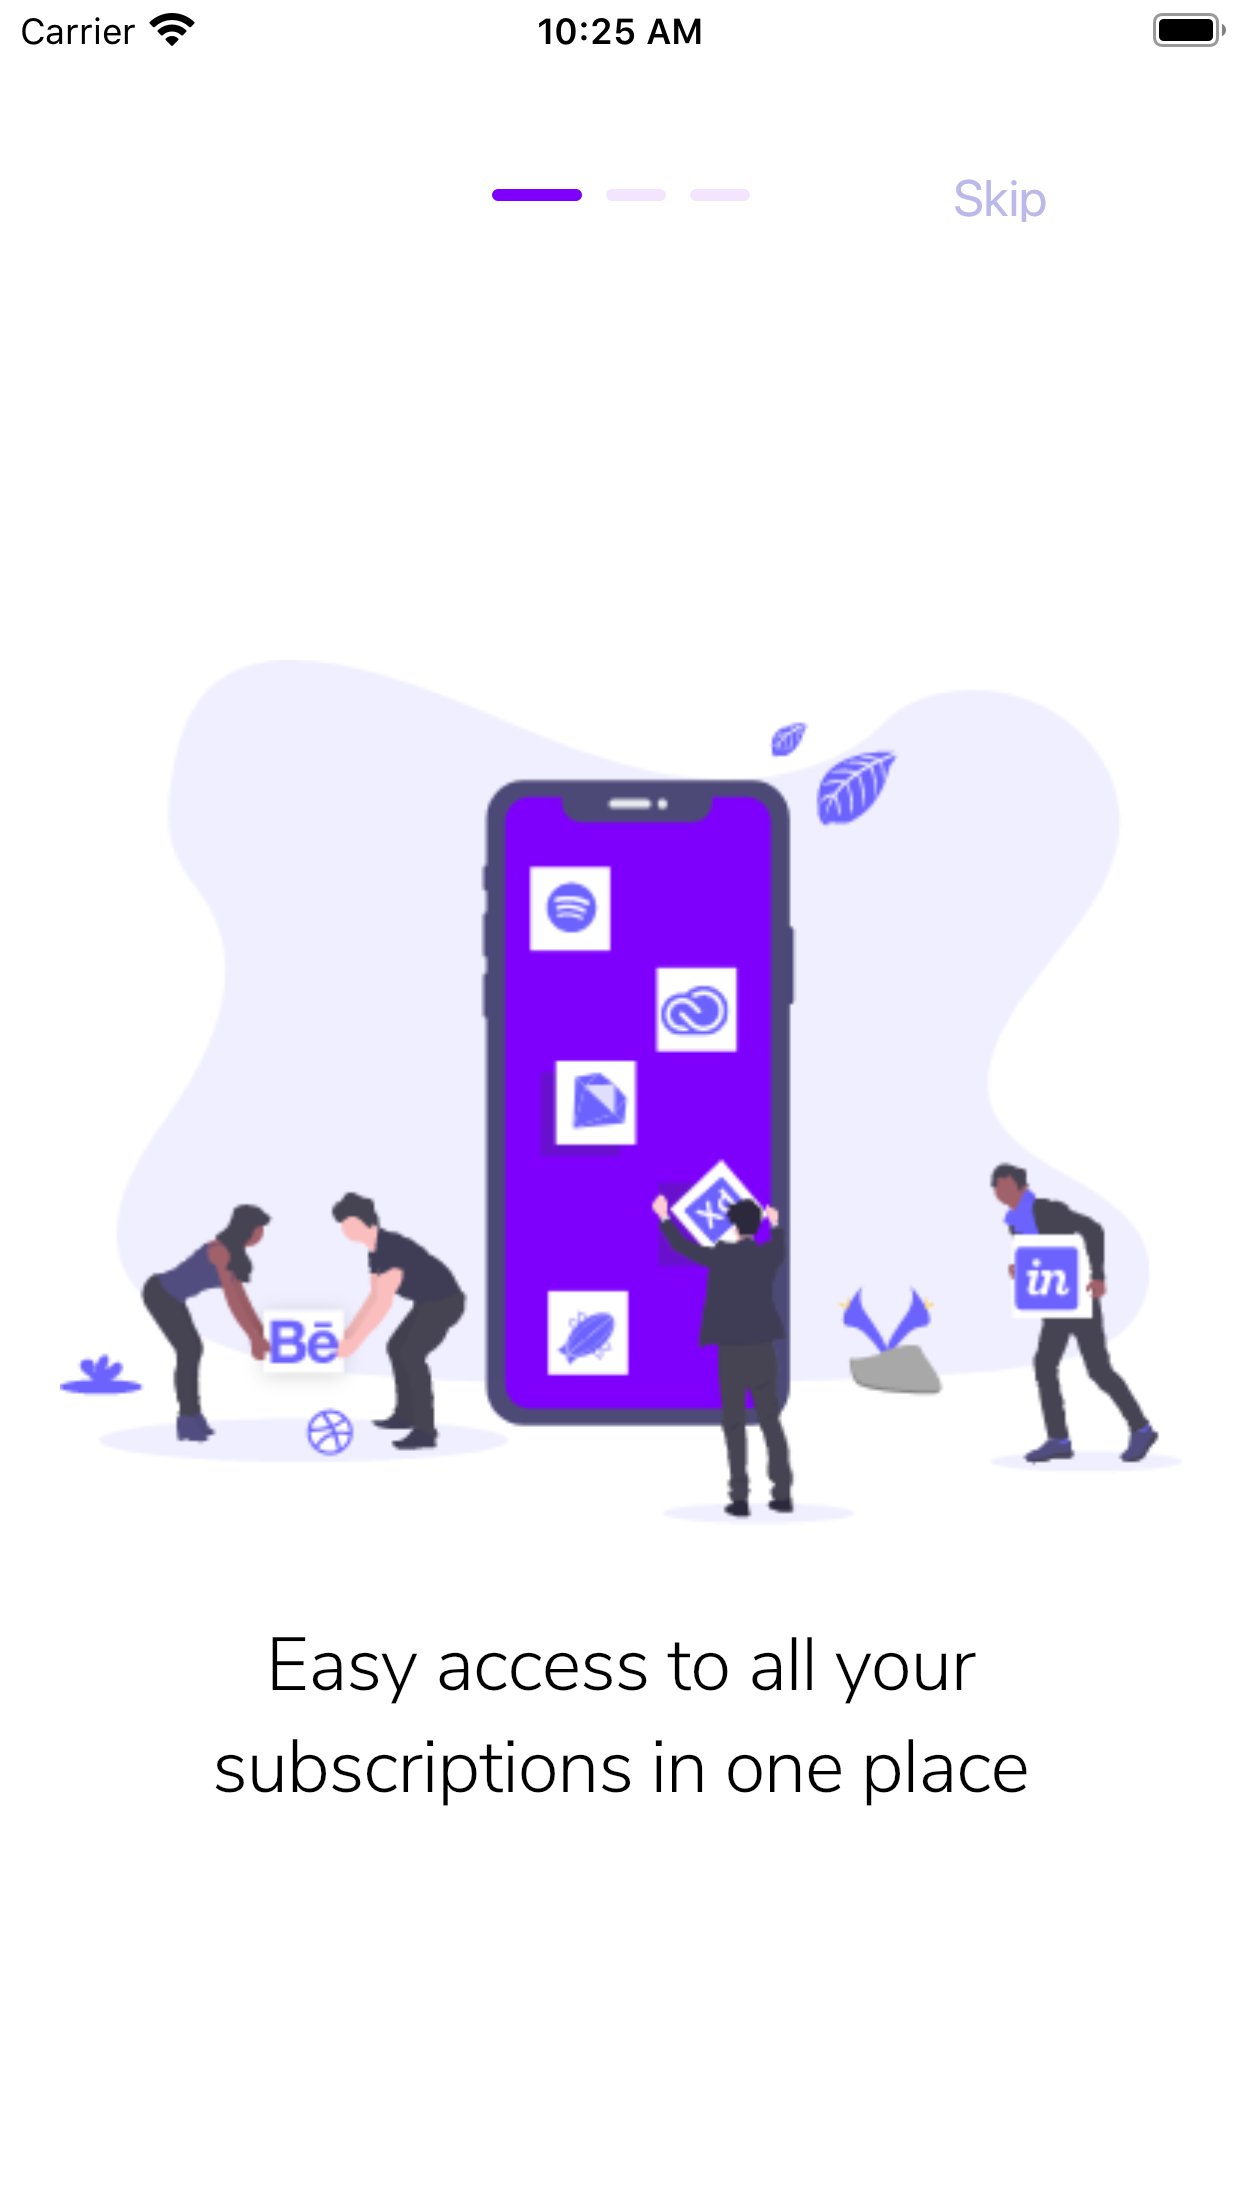 Carrier 10:25 AM
Skip
Xd
in
Bē
Easy access to all your
subscriptions in one place